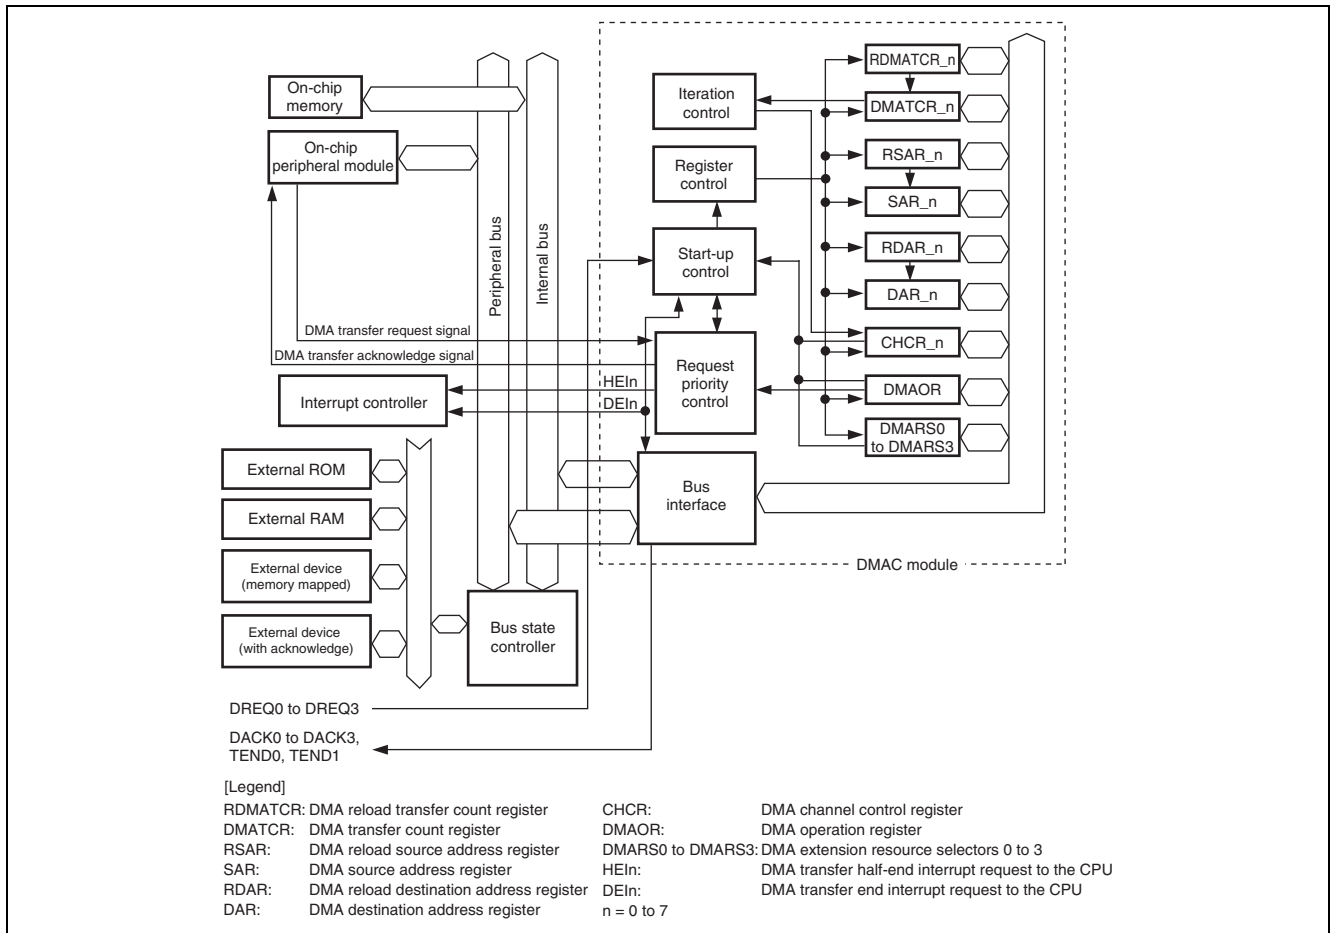 On-chip
memory
On-chip
peripheral module
Peripheral bus
Internal bus
Iteration
control
Register
control
Start-up
control
Request
priority
control
Bus
interface
RDMATCR_n
DMATCR_n
RSAR_n
SAR_n
RDAR_n
DAR_n
CHCR_n
DMAOR
DMARS0
to DMARS3
DMA transfer request signal
DMA transfer acknowledge signal
HEIn
DEIn
Interrupt controller
External ROM
External RAM
External device
(memory mapped)
External device
(with acknowledge)
Bus state
controller
DMAC module
DREQ0 to DREQ3
DACK0 to DACK3,
TEND0, TEND1
[Legend]
RDMATCR: DMA reload transfer count register
DMATCR: DMA transfer count register
RSAR: DMA reload source address register
SAR: DMA source address register
RDAR: DMA reload destination address register
DAR: DMA destination address register
CHCR: DMA channel control register
DMAOR: DMA operation register
DMARS0 to DMARS3: DMA extension resource selectors 0 to 3
HEIn: DMA transfer half-end interrupt request to the CPU
DEIn: DMA transfer end interrupt request to the CPU
n = 0 to 7